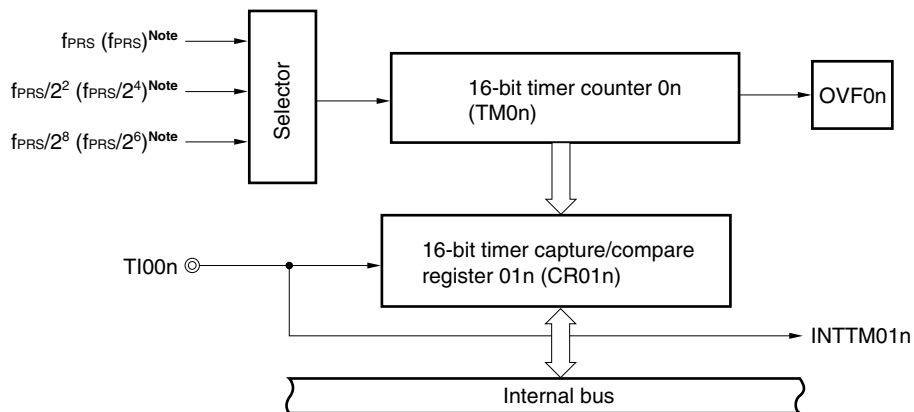 fPRS (fPRS)Note
fPRS/2² (fPRS/2⁴)Note
fPRS/2⁸ (fPRS/2⁶)Note
Selector
16-bit timer counter 0n
(TM0n)
OVF0n
TI00n
16-bit timer capture/compare
register 01n (CR01n)
INTTM01n
Internal bus